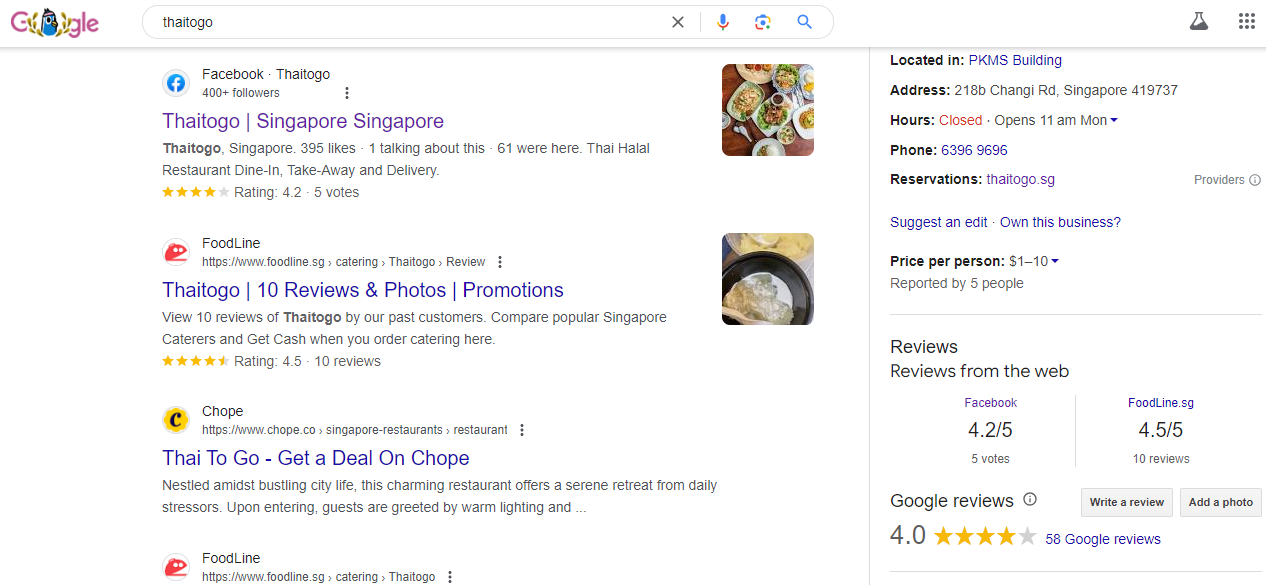 Google
thaitogo
Facebook · Thaitogo
400+ followers
Thaitogo | Singapore Singapore
Thaitogo, Singapore. 395 likes · 1 talking about this · 61 were here. Thai Halal
Restaurant Dine-In, Take-Away and Delivery.
Rating: 4.2 · 5 votes
FoodLine
https://www.foodline.sg › catering › Thaitogo › Review
Thaitogo | 10 Reviews & Photos | Promotions
View 10 reviews of Thaitogo by our past customers. Compare popular Singapore
Caterers and Get Cash when you order catering here.
Rating: 4.5 · 10 reviews
Chope
https://www.chope.co › singapore-restaurants › restaurant
Thai To Go - Get a Deal On Chope
Nestled amidst bustling city life, this charming restaurant offers a serene retreat from daily
stressors. Upon entering, guests are greeted by warm lighting and ...
FoodLine
https://www.foodline.sg › catering › Thaitogo
Located in: PKMS Building
Address: 218b Changi Rd, Singapore 419737
Hours: Closed · Opens 11 am Mon
Phone: 6396 9696
Reservations: thaitogo.sg
Providers
Suggest an edit · Own this business?
Price per person: $1–10
Reported by 5 people
Reviews
Reviews from the web
Facebook
4.2/5
5 votes
FoodLine.sg
4.5/5
10 reviews
Google reviews
Write a review
Add a photo
4.0
58 Google reviews